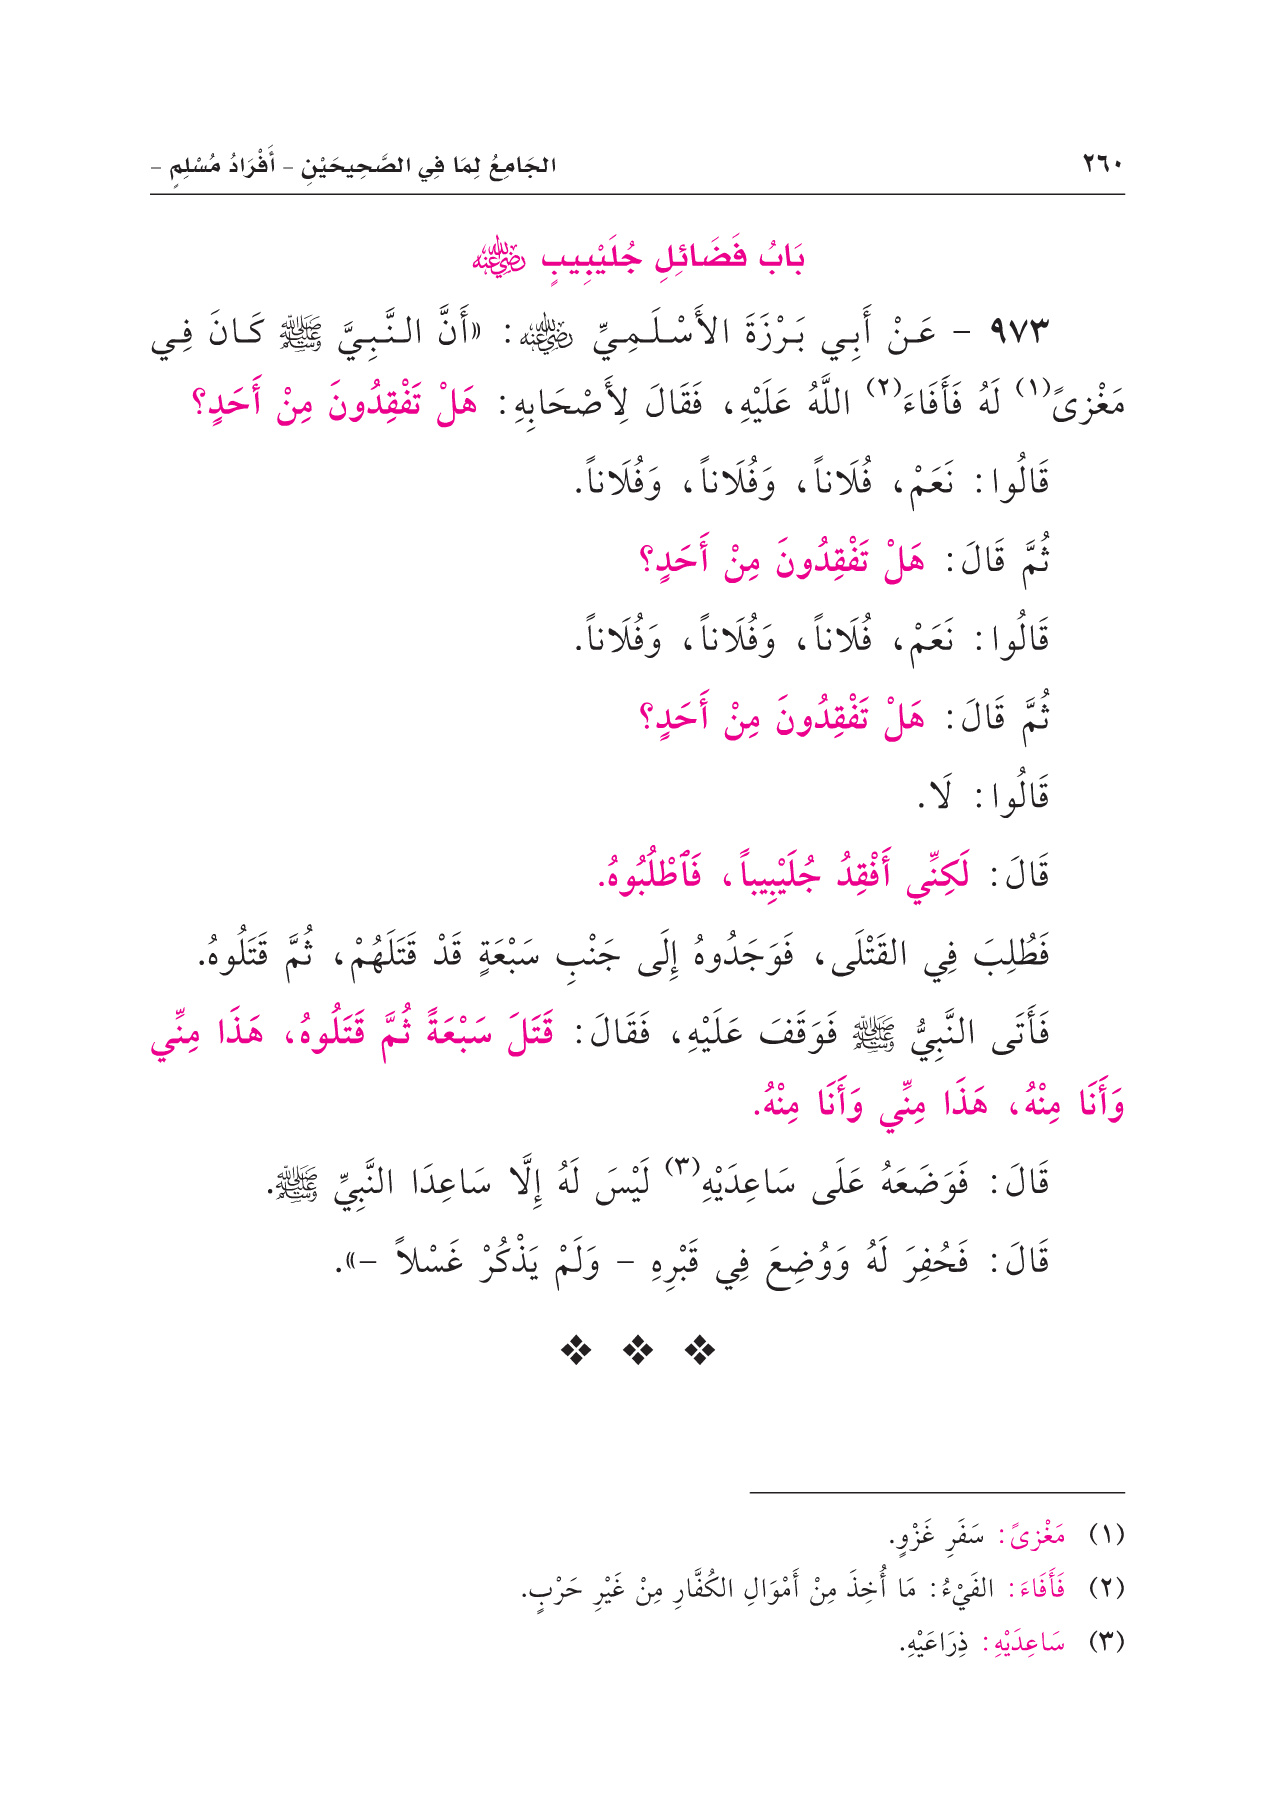 ٢٦٠
الجَامِعُ لِمَا فِي الصَّحِيحَيْنِ - أَفْرَادُ مُسْلِمٍ -
بَابُ فَضَائِلِ جُلَيْبِيبٍ رضي الله عنه
٩٧٣ - عَنْ أَبِي بَرْزَةَ الأَسْلَمِيِّ رضي الله عنه: «أَنَّ النَّبِيَّ ﷺ كَانَ فِي
مَغْزىً(١) لَهُ فَأَفَاءَ(٢) اللَّهُ عَلَيْهِ، فَقَالَ لِأَصْحَابِهِ: هَلْ تَفْقِدُونَ مِنْ أَحَدٍ؟
قَالُوا: نَعَمْ، فُلَاناً، وَفُلَاناً، وَفُلَاناً.
ثُمَّ قَالَ: هَلْ تَفْقِدُونَ مِنْ أَحَدٍ؟
قَالُوا: نَعَمْ، فُلَاناً، وَفُلَاناً، وَفُلَاناً.
ثُمَّ قَالَ: هَلْ تَفْقِدُونَ مِنْ أَحَدٍ؟
قَالُوا: لَا.
قَالَ: لَكِنِّي أَفْقِدُ جُلَيْبِيباً، فَٱطْلُبُوهُ.
فَطُلِبَ فِي القَتْلَى، فَوَجَدُوهُ إِلَى جَنْبِ سَبْعَةٍ قَدْ قَتَلَهُمْ، ثُمَّ قَتَلُوهُ.
فَأَتَى النَّبِيُّ ﷺ فَوَقَفَ عَلَيْهِ، فَقَالَ: قَتَلَ سَبْعَةً ثُمَّ قَتَلُوهُ، هَذَا مِنِّي
وَأَنَا مِنْهُ، هَذَا مِنِّي وَأَنَا مِنْهُ.
قَالَ: فَوَضَعَهُ عَلَى سَاعِدَيْهِ(٣) لَيْسَ لَهُ إِلَّا سَاعِدَا النَّبِيِّ ﷺ.
قَالَ: فَحُفِرَ لَهُ وَوُضِعَ فِي قَبْرِهِ - وَلَمْ يَذْكُرْ غَسْلاً -».
(١) مَغْزىً: سَفَرِ غَزْوٍ.
(٢) فَأَفَاءَ: الفَيْءُ: مَا أُخِذَ مِنْ أَمْوَالِ الكُفَّارِ مِنْ غَيْرِ حَرْبٍ.
(٣) سَاعِدَيْهِ: ذِرَاعَيْهِ.